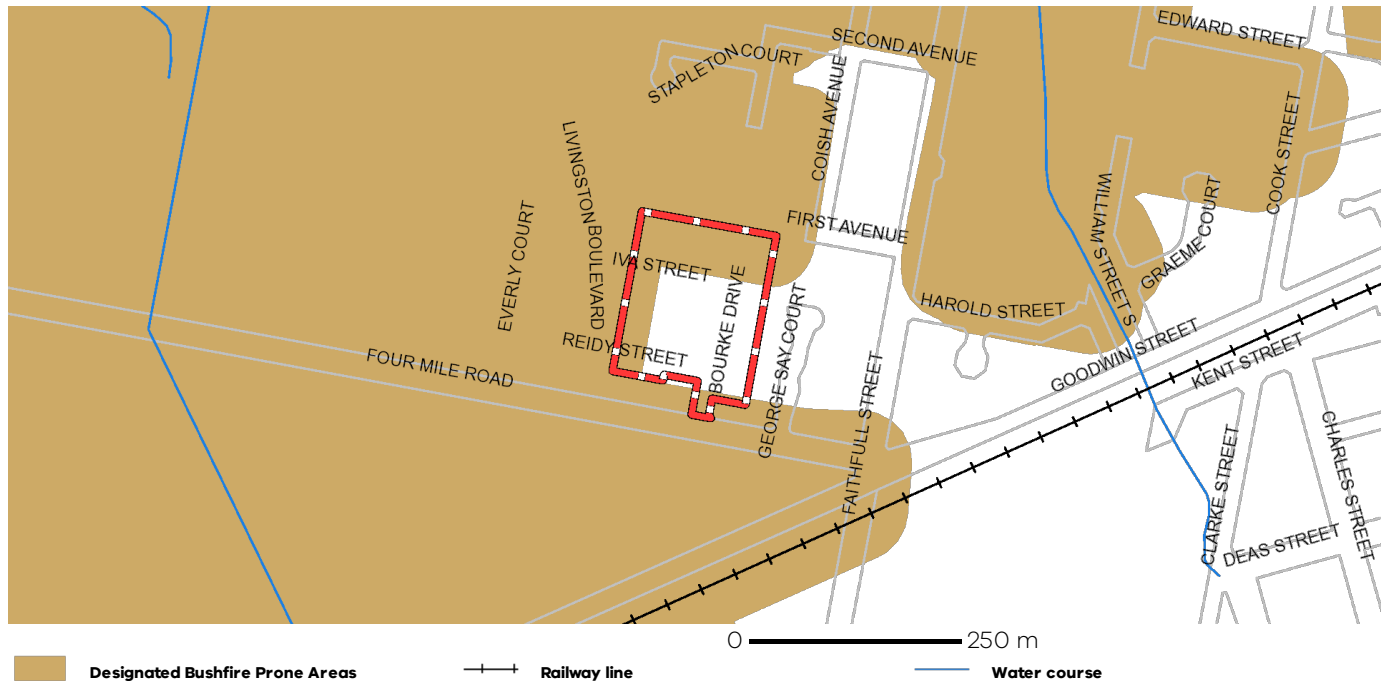 EDWARD STREET
SECOND AVENUE
STAPLETON COURT
COISH AVENUE
COOK STREET
LIVINGSTON BOULEVARD
WILLIAM STREET S
GRAEME COURT
EVERLY COURT
FIRST AVENUE
IVA STREET
BOURKE DRIVE
GEORGE SAY COURT
HAROLD STREET
REIDY STREET
FOUR MILE ROAD
GOODWIN STREET
KENT STREET
FAITHFULL STREET
CLARKE STREET
CHARLES STREET
DEAS STREET
0 250 m
Designated Bushfire Prone Areas
Railway line
Water course